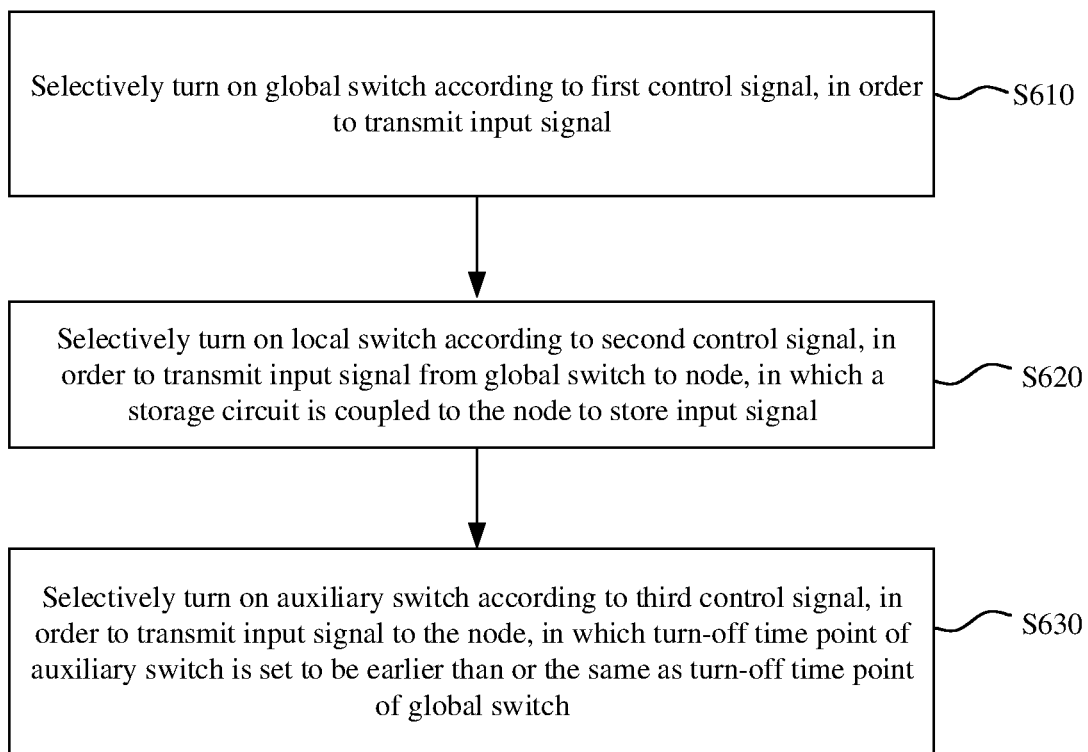 Selectively turn on global switch according to first control signal, in order
to transmit input signal
S610
Selectively turn on local switch according to second control signal, in
order to transmit input signal from global switch to node, in which a
storage circuit is coupled to the node to store input signal
S620
Selectively turn on auxiliary switch according to third control signal, in
order to transmit input signal to the node, in which turn-off time point of
auxiliary switch is set to be earlier than or the same as turn-off time point
of global switch
S630